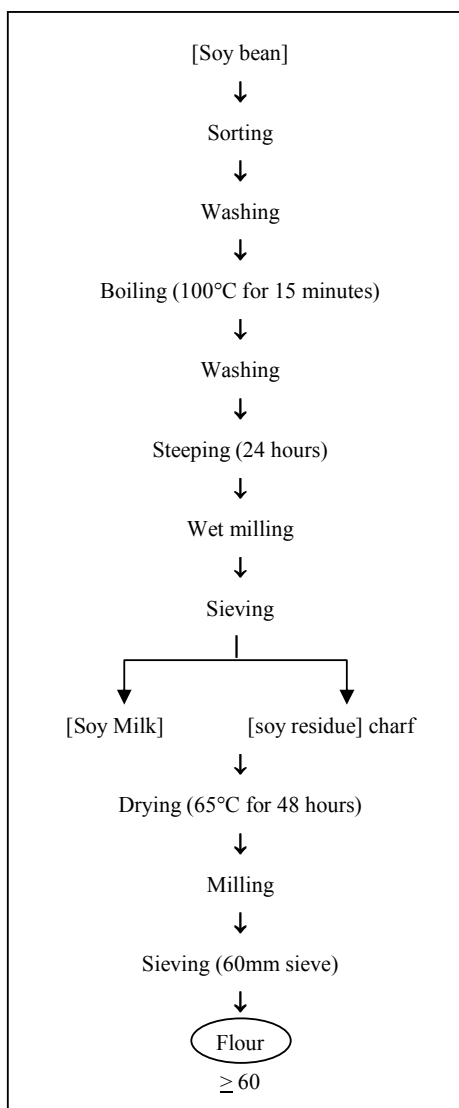 [Soy bean]
Sorting
Washing
Boiling (100°C for 15 minutes)
Washing
Steeping (24 hours)
Wet milling
Sieving
[Soy Milk] [soy residue] charf
Drying (65°C for 48 hours)
Milling
Sieving (60mm sieve)
Flour
≥ 60